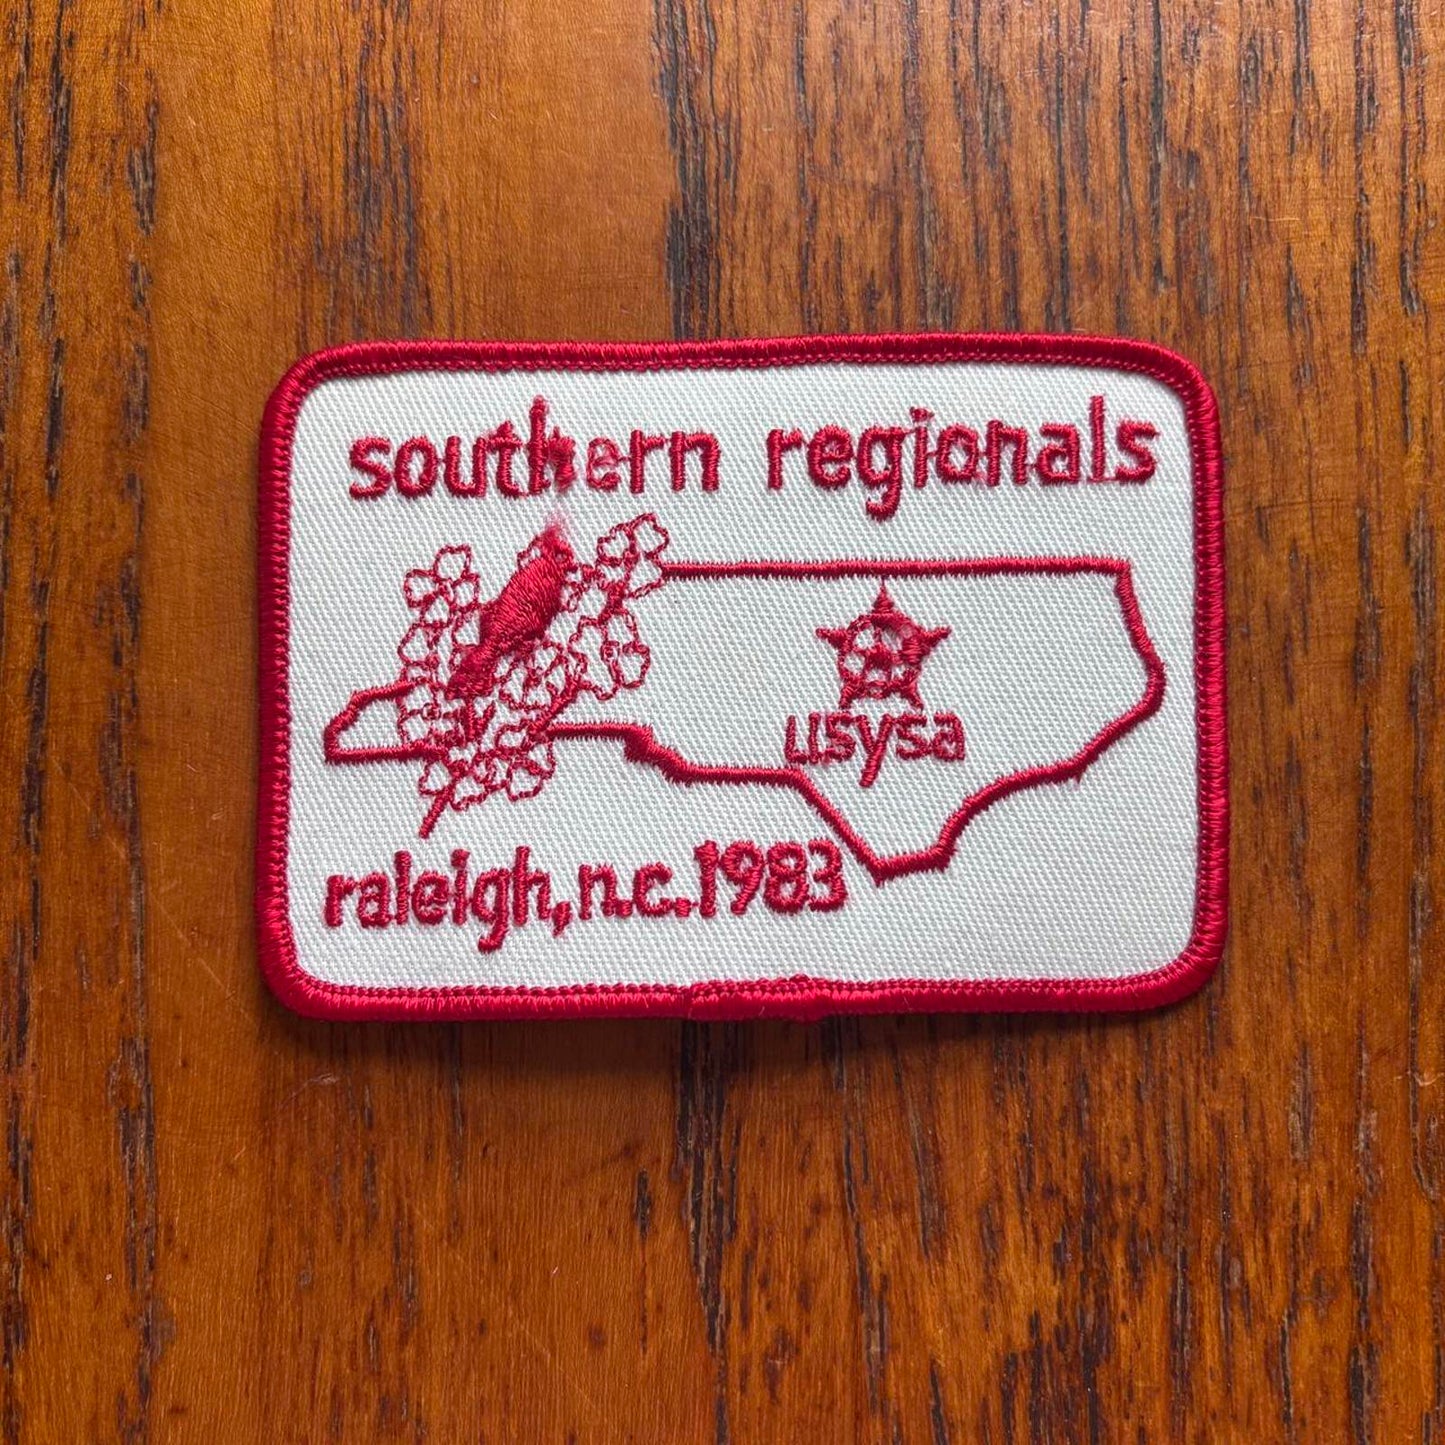 southern regionals
usysa
raleigh, n.c. 1983